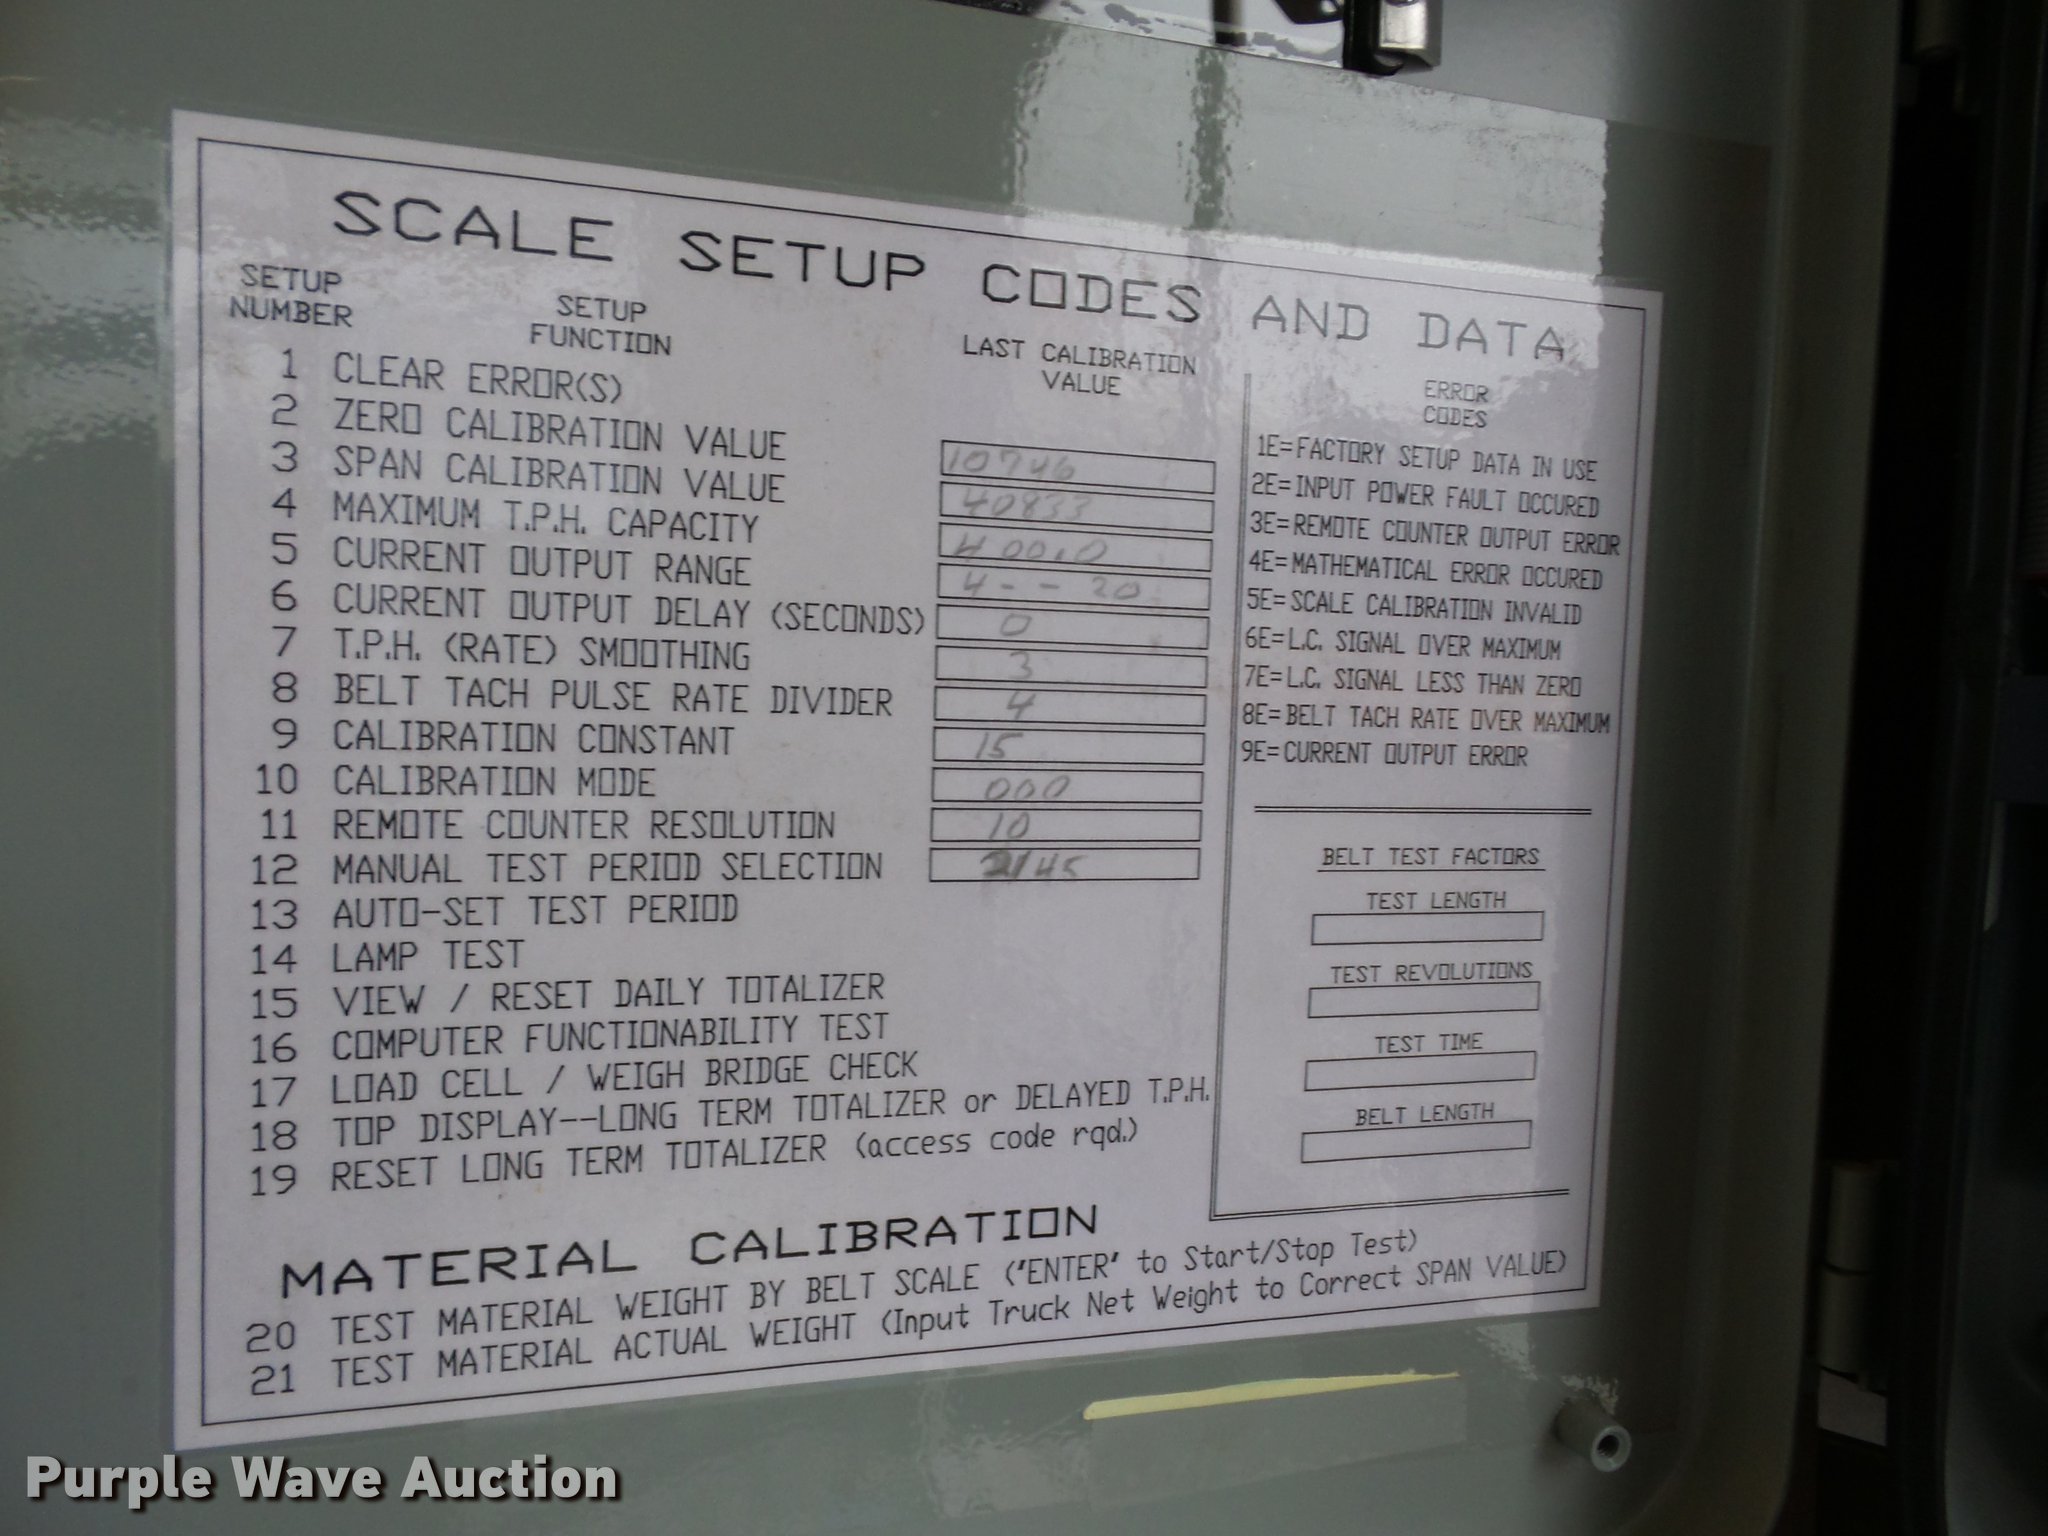 SCALE SETUP CODES AND DATA
SETUP NUMBER
SETUP FUNCTION
LAST CALIBRATION VALUE
1 CLEAR ERROR(S)
2 ZERO CALIBRATION VALUE 10746
3 SPAN CALIBRATION VALUE 40833
4 MAXIMUM T.P.H. CAPACITY 400.0
5 CURRENT OUTPUT RANGE 4--20
6 CURRENT OUTPUT DELAY (SECONDS) 0
7 T.P.H. (RATE) SMOOTHING 3
8 BELT TACH PULSE RATE DIVIDER 4
9 CALIBRATION CONSTANT 15
10 CALIBRATION MODE 000
11 REMOTE COUNTER RESOLUTION 10
12 MANUAL TEST PERIOD SELECTION 2145
13 AUTO-SET TEST PERIOD
14 LAMP TEST
15 VIEW / RESET DAILY TOTALIZER
16 COMPUTER FUNCTIONABILITY TEST
17 LOAD CELL / WEIGH BRIDGE CHECK
18 TOP DISPLAY--LONG TERM TOTALIZER or DELAYED T.P.H.
19 RESET LONG TERM TOTALIZER (access code rqd.)
ERROR CODES
1E=FACTORY SETUP DATA IN USE
2E=INPUT POWER FAULT OCCURED
3E=REMOTE COUNTER OUTPUT ERROR
4E=MATHEMATICAL ERROR OCCURED
5E=SCALE CALIBRATION INVALID
6E=L.C. SIGNAL OVER MAXIMUM
7E=L.C. SIGNAL LESS THAN ZERO
8E=BELT TACH RATE OVER MAXIMUM
9E=CURRENT OUTPUT ERROR
BELT TEST FACTORS
TEST LENGTH
TEST REVOLUTIONS
TEST TIME
BELT LENGTH
MATERIAL CALIBRATION
20 TEST MATERIAL WEIGHT BY BELT SCALE ('ENTER' to Start/Stop Test)
21 TEST MATERIAL ACTUAL WEIGHT (Input Truck Net Weight to Correct SPAN VALUE)
Purple Wave Auction